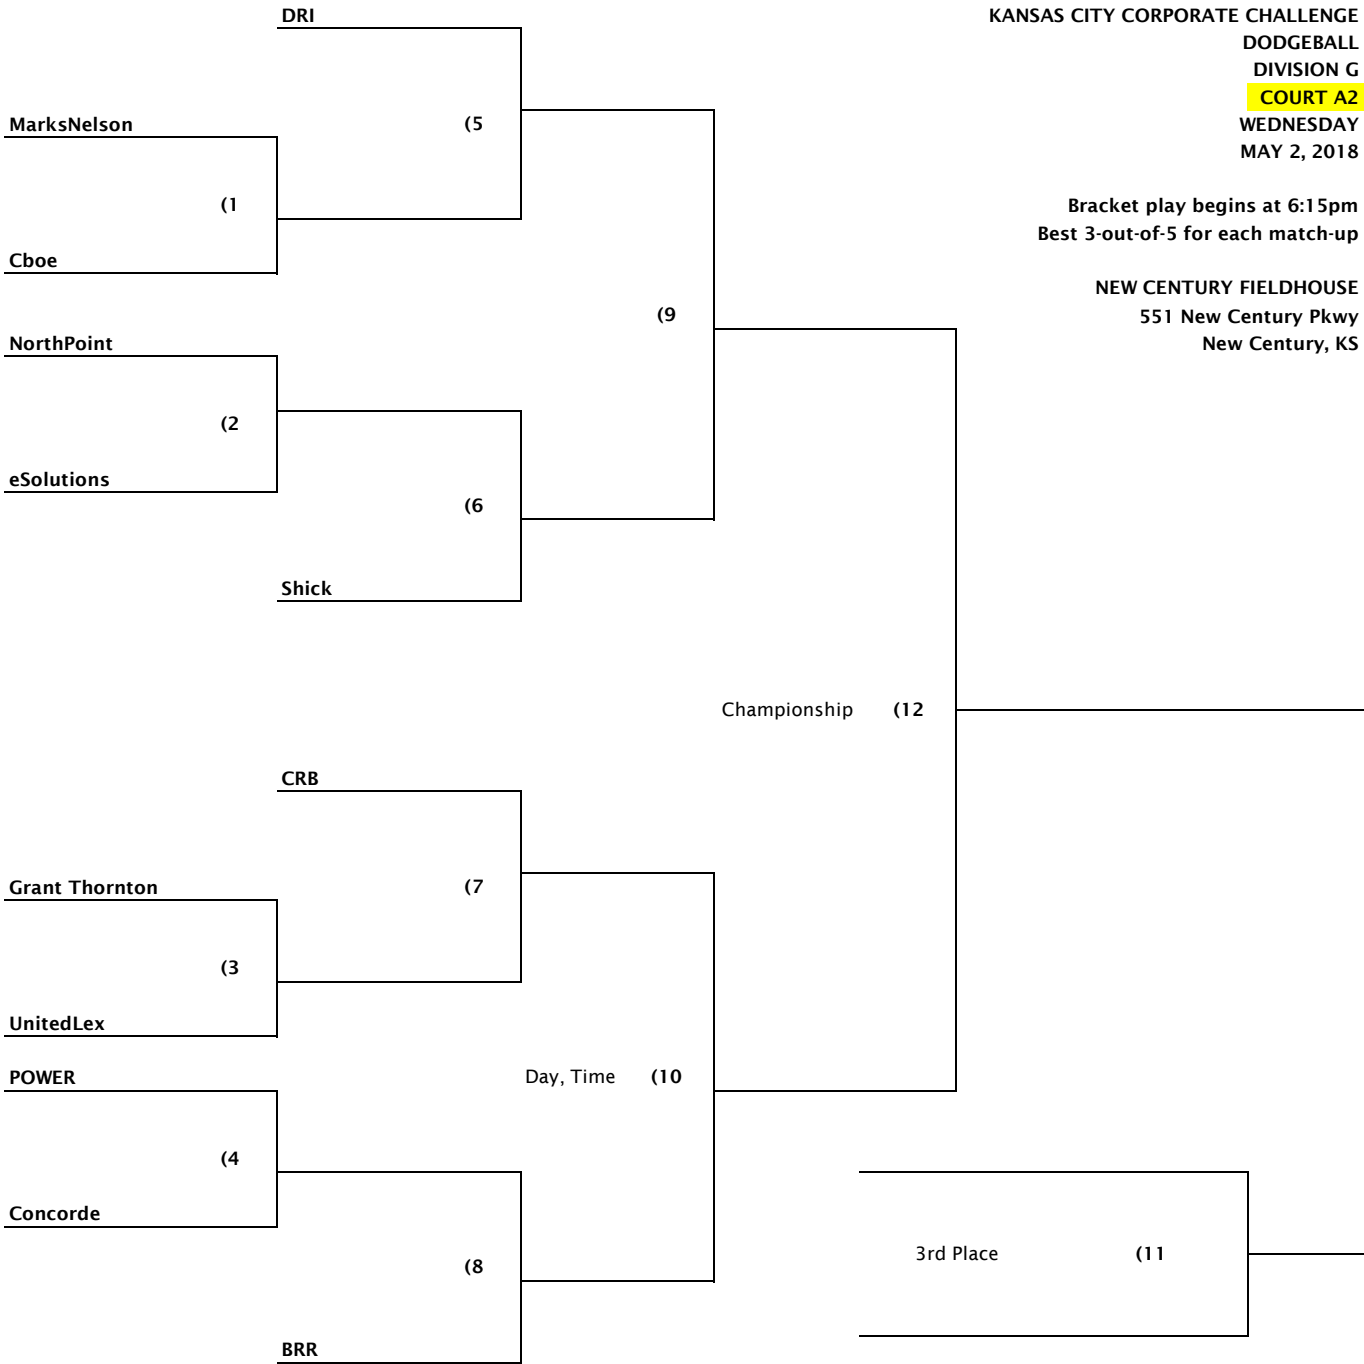 DRI
KANSAS CITY CORPORATE CHALLENGE
DODGEBALL
DIVISION G
COURT A2
MarksNelson
(5
WEDNESDAY
MAY 2, 2018
(1
Bracket play begins at 6:15pm
Best 3-out-of-5 for each match-up
Cboe
NEW CENTURY FIELDHOUSE
(9
551 New Century Pkwy
NorthPoint
New Century, KS
(2
eSolutions
(6
Shick
Championship (12
CRB
Grant Thornton
(7
(3
UnitedLex
POWER
Day, Time (10
(4
Concorde
3rd Place (11
(8
BRR